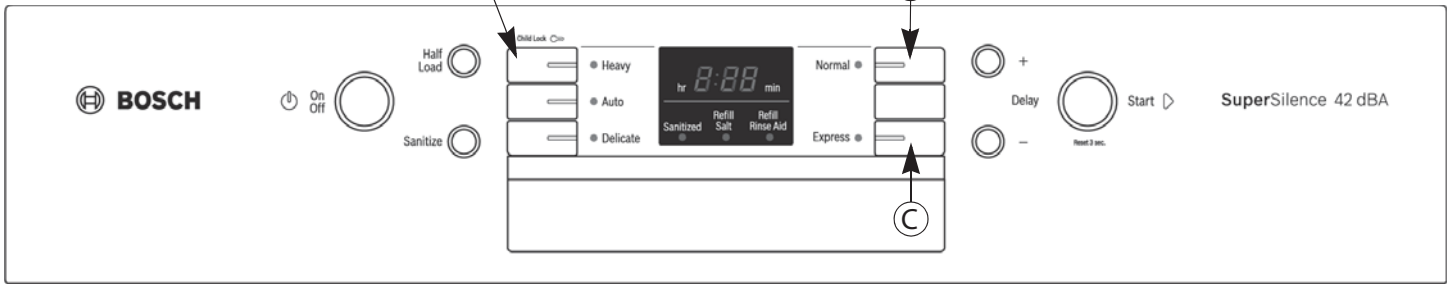 BOSCH
On
Off
Half
Load
Sanitize
Child Lock
Heavy
Auto
Delicate
hr 8:88 min
Sanitized
Refill
Salt
Refill
Rinse Aid
Normal
Express
C
+
Delay
−
Start
Reset 3 sec.
SuperSilence 42 dBA